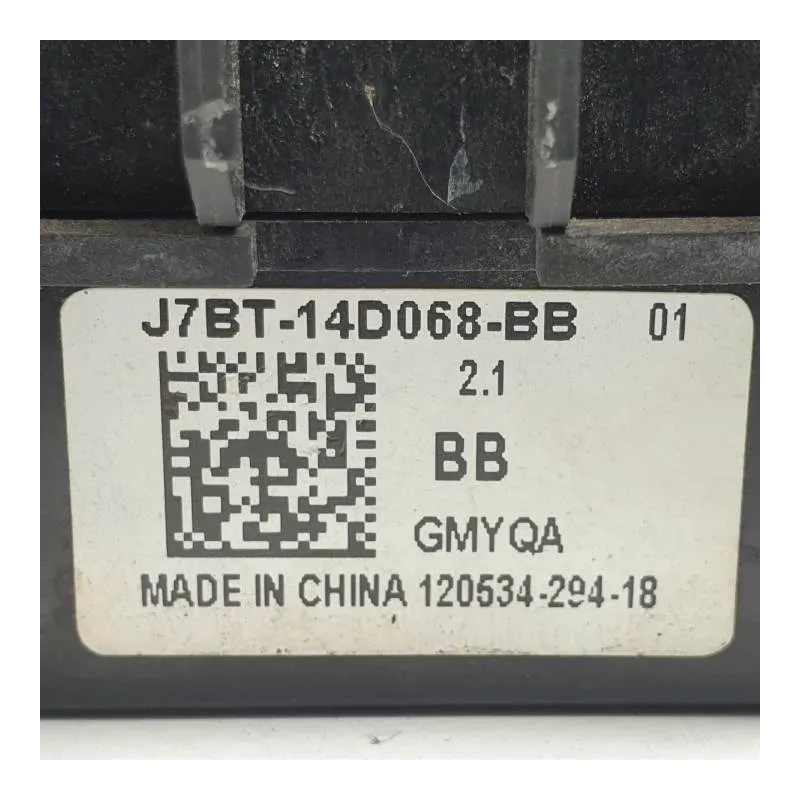 J7BT-14D068-BB 01
2.1
BB
GMYQA
MADE IN CHINA 120534-294-18